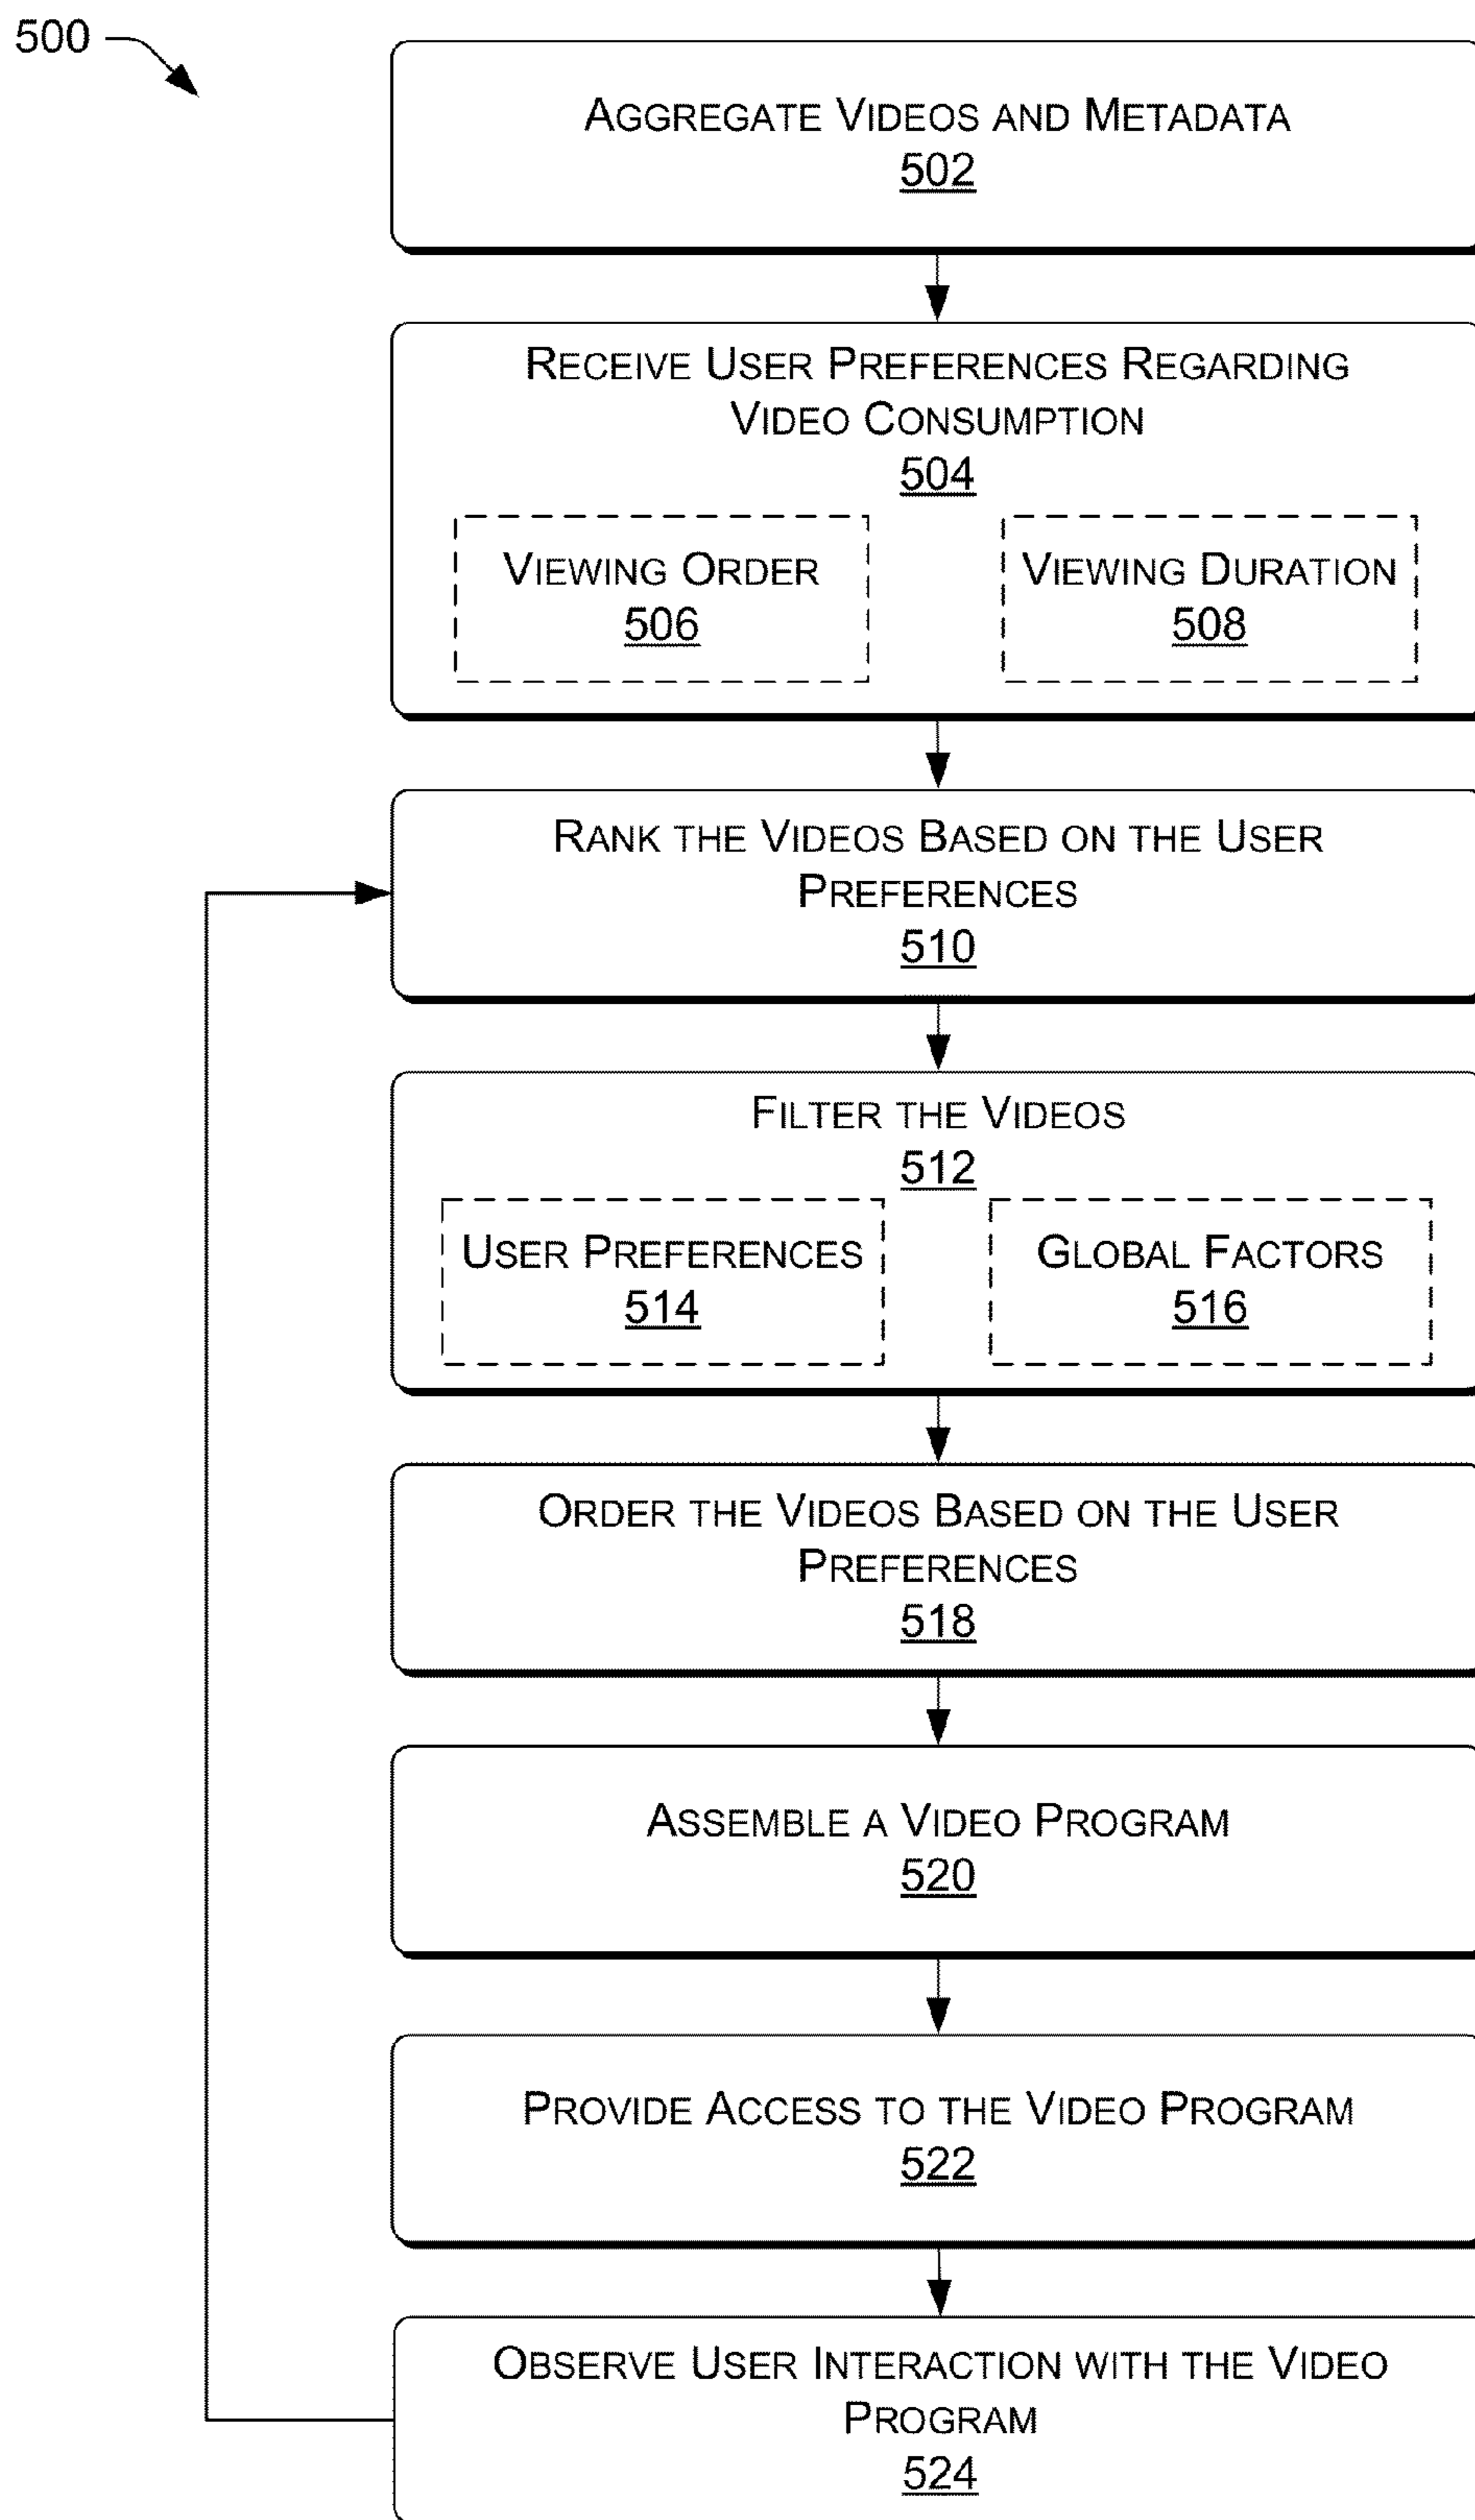 500
AGGREGATE VIDEOS AND METADATA
502
RECEIVE USER PREFERENCES REGARDING
VIDEO CONSUMPTION
504
VIEWING ORDER
506
VIEWING DURATION
508
RANK THE VIDEOS BASED ON THE USER
PREFERENCES
510
FILTER THE VIDEOS
512
USER PREFERENCES
514
GLOBAL FACTORS
516
ORDER THE VIDEOS BASED ON THE USER
PREFERENCES
518
ASSEMBLE A VIDEO PROGRAM
520
PROVIDE ACCESS TO THE VIDEO PROGRAM
522
OBSERVE USER INTERACTION WITH THE VIDEO
PROGRAM
524